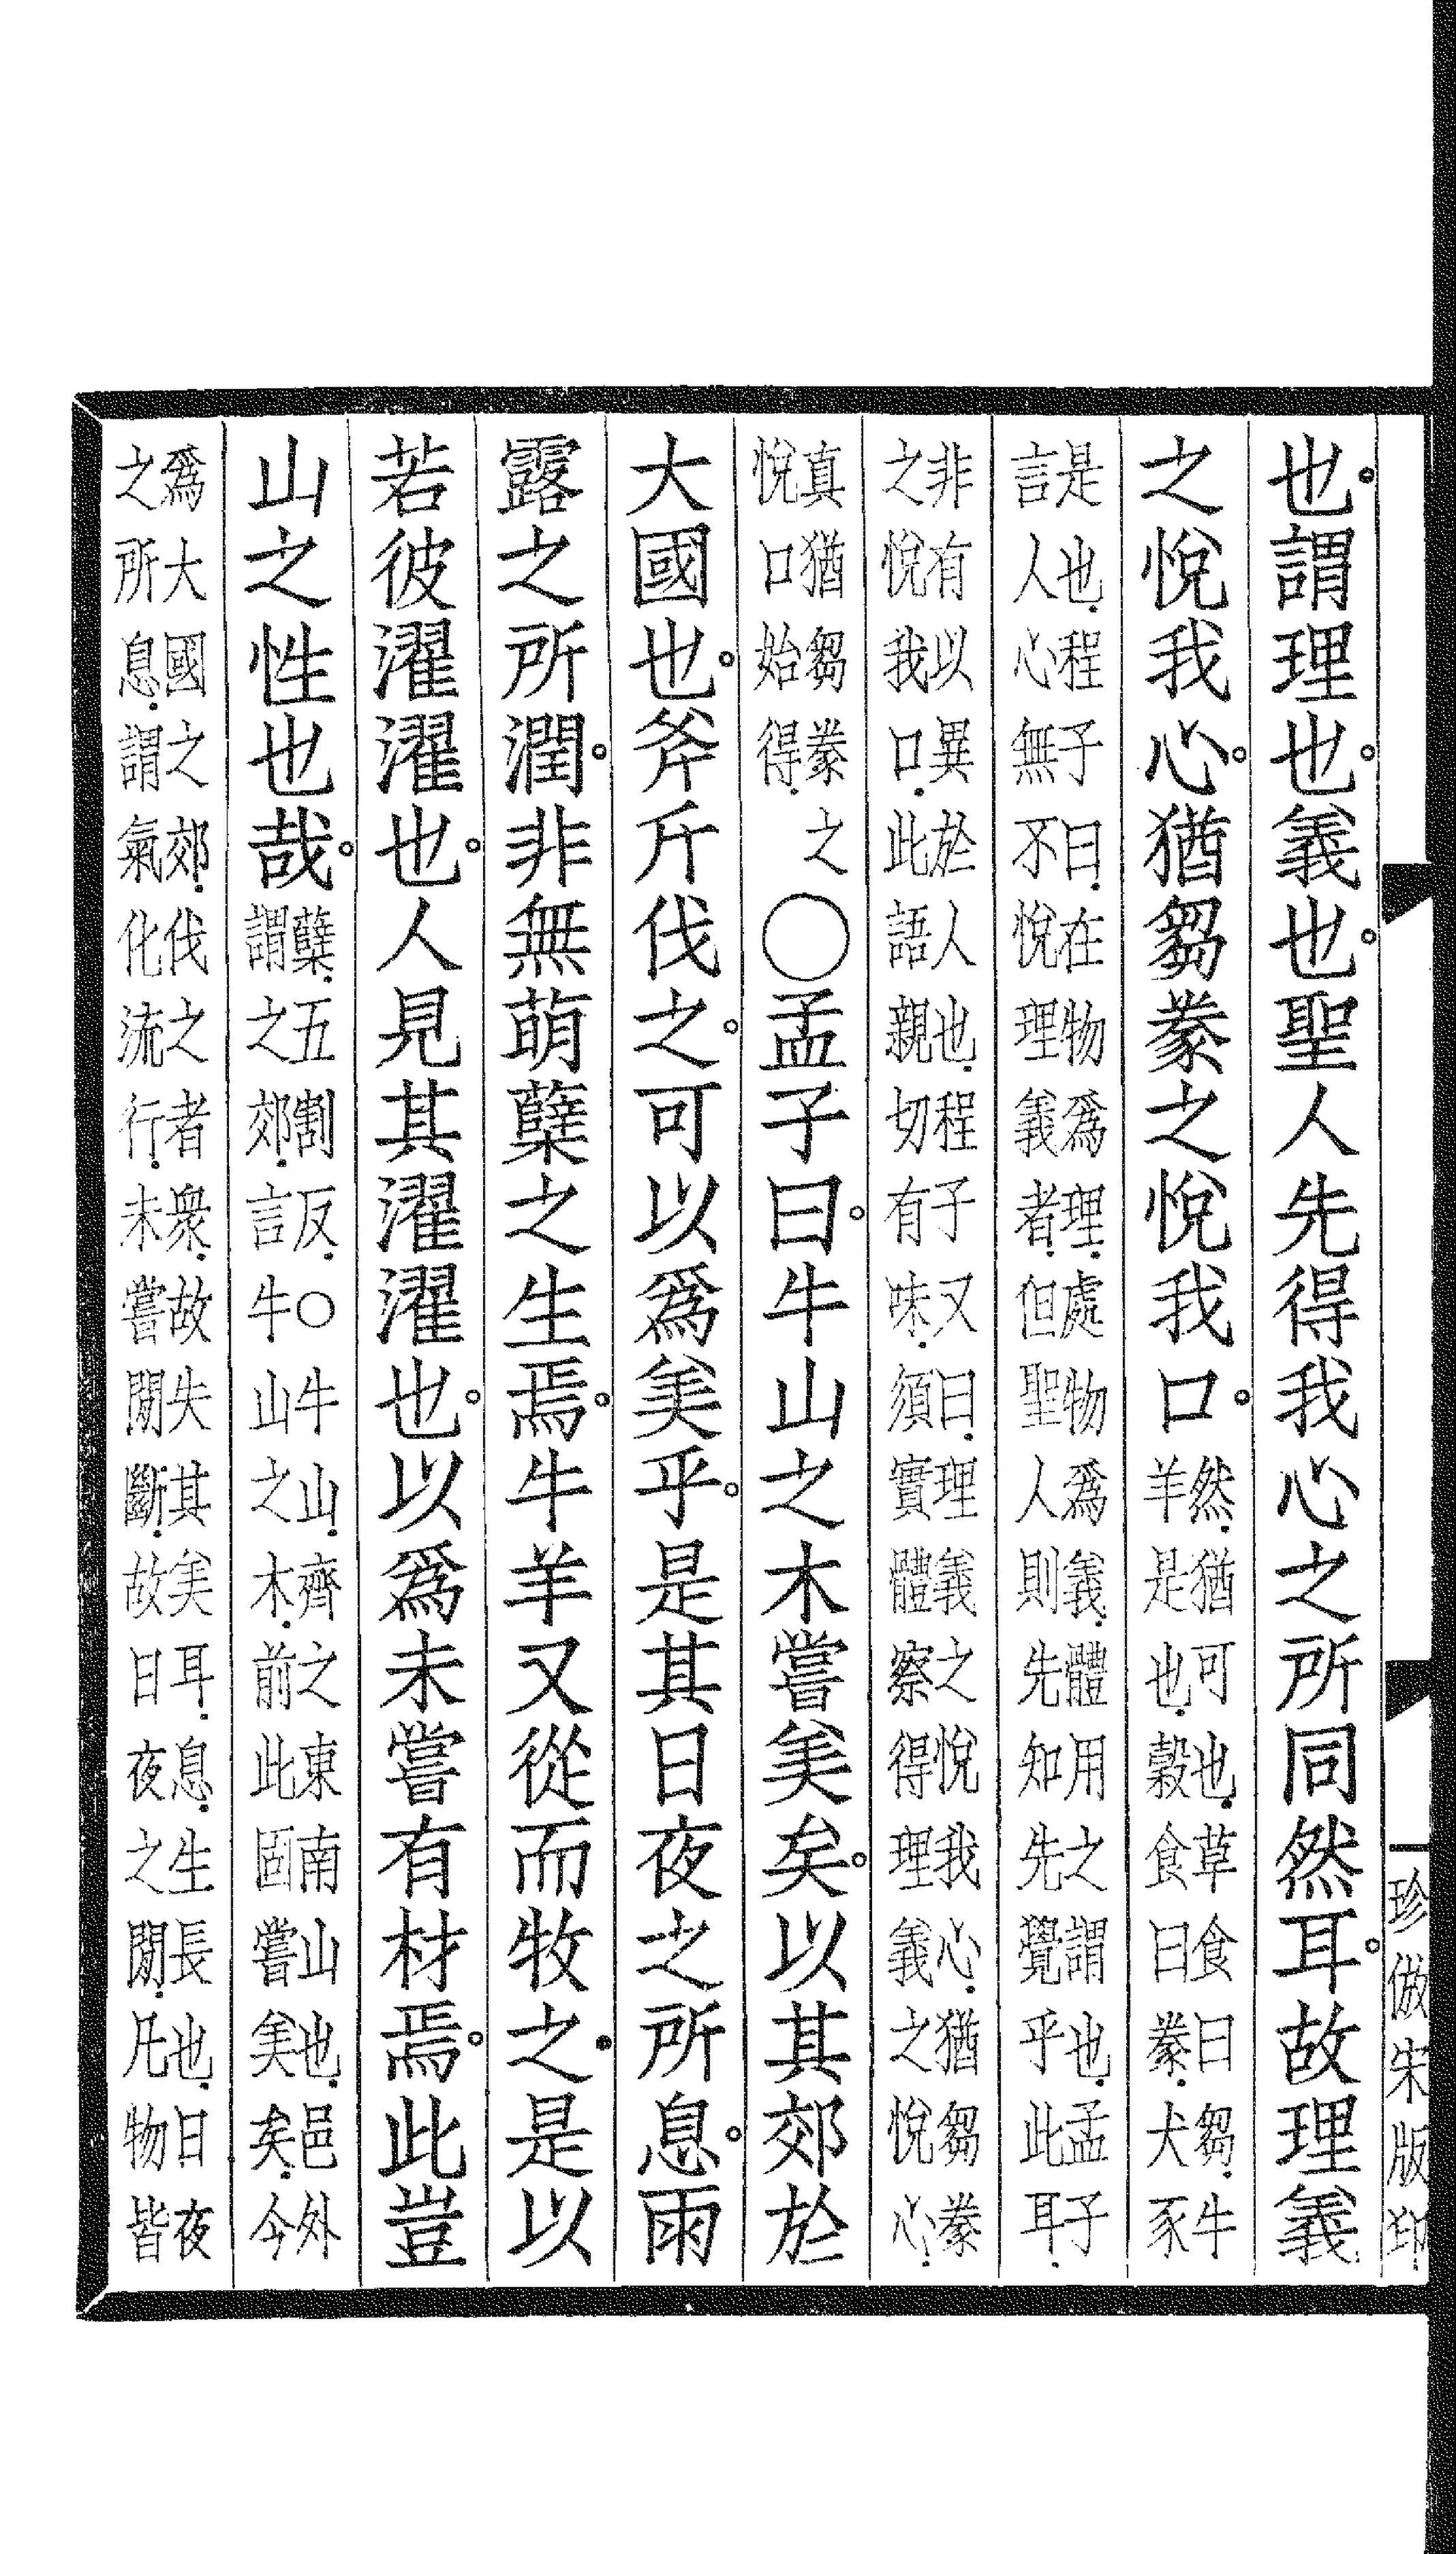 珍倣宋版印
也。謂理也。義也。聖人先得我心之所同然耳。故理義
之悅我心。猶芻豢之悅我口。
然.猶可也.草食曰芻.牛
羊是也.穀食曰豢.犬豕
是也.程子曰.在物爲理.處物爲義.體用之謂也.孟子
言人心無不悅理義者.但聖人則先知先覺乎此耳.
非有以異於人也.程子又曰.理義之悅我心.猶芻豢
之悅我口.此語親切有味.須實體察得理義之悅心.
真猶芻豢之
悅口始得.
○孟子曰。牛山之木嘗美矣。以其郊於
大國也。斧斤伐之。可以爲美乎。是其日夜之所息。雨
露之所潤。非無萌蘖之生焉。牛羊又從而牧之.是以
若彼濯濯也。人見其濯濯也。以爲未嘗有材焉。此豈
山之性也哉。
蘖.五割反.○牛山.齊之東南山也.邑外
謂之郊.言牛山之木.前此固嘗美矣.今
爲大國之郊.伐之者衆.故失其美耳.息.生長也.日夜
之所息.謂氣化流行.未嘗閒斷.故日夜之閒.凡物皆